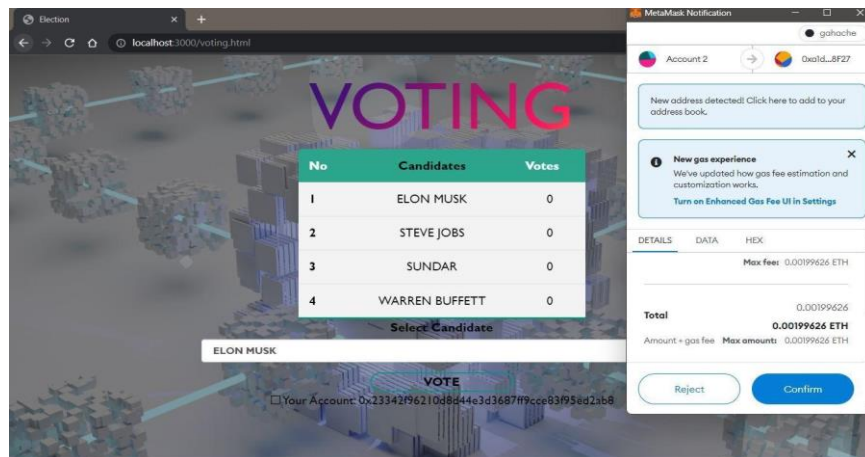 Election
localhost:3000/voting.html
VOTING
No Candidates Votes
1 ELON MUSK 0
2 STEVE JOBS 0
3 SUNDAR 0
4 WARREN BUFFETT 0
Select Candidate
ELON MUSK
VOTE
Your Account: 0x23342f96210d8d44e3d3687ff9cce83f95ed2ab8
MetaMask Notification
gahache
Account 2
0xa1d...8F27
New address detected! Click here to add to your
address book.
New gas experience
We've updated how gas fee estimation and
customization works.
Turn on Enhanced Gas Fee UI in Settings
DETAILS DATA HEX
Max fee: 0.00199626 ETH
0.00199626
Total
0.00199626 ETH
Amount + gas fee Max amount: 0.00199626 ETH
Reject Confirm